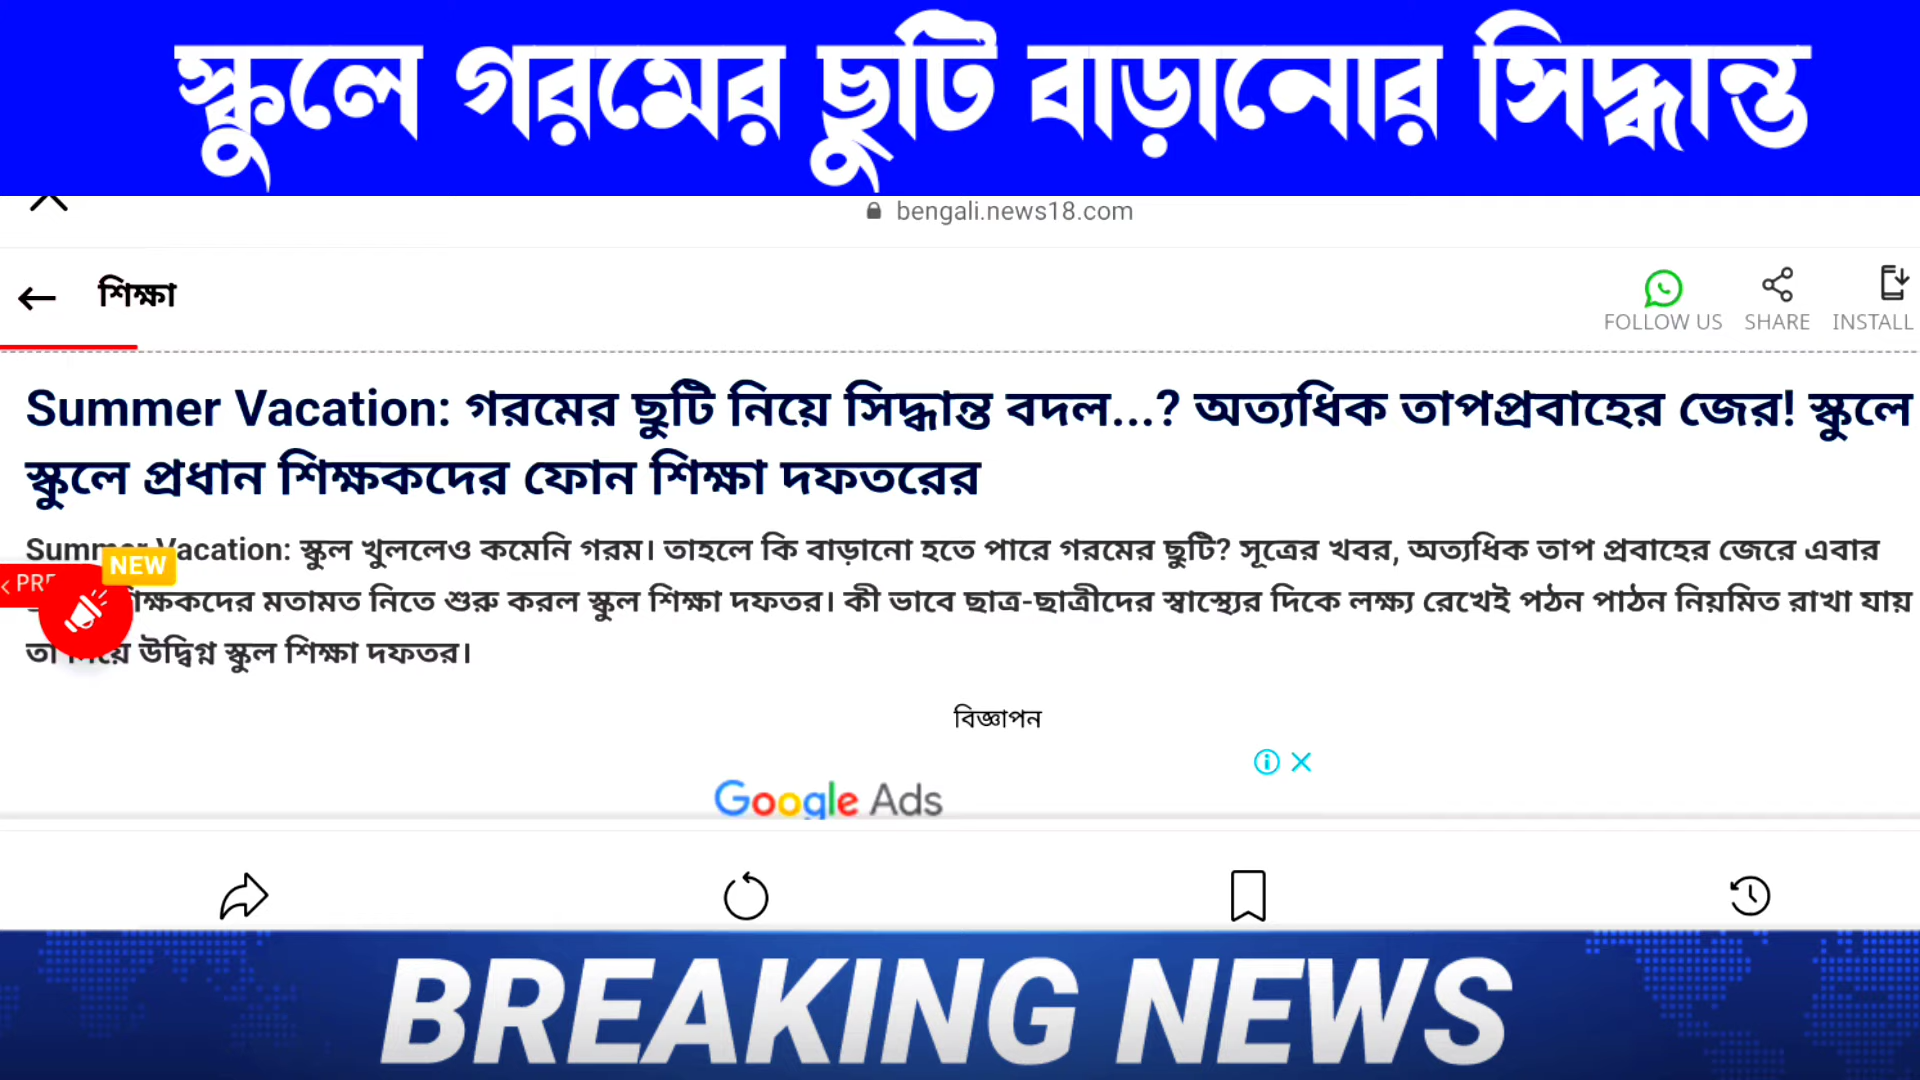 স্কুলে গরমের ছুটি বাড়ানোর সিদ্ধান্ত
bengali.news18.com
শিক্ষা
FOLLOW US SHARE INSTALL
Summer Vacation: গরমের ছুটি নিয়ে সিদ্ধান্ত বদল...? অত্যধিক তাপপ্রবাহের জের! স্কুলে
স্কুলে প্রধান শিক্ষকদের ফোন শিক্ষা দফতরের
Summer Vacation: স্কুল খুললেও কমেনি গরম। তাহলে কি বাড়ানো হতে পারে গরমের ছুটি? সূত্রের খবর, অত্যধিক তাপ প্রবাহের জেরে এবার
NEW
মতামত নিতে শুরু করল স্কুল শিক্ষা দফতর। কী ভাবে ছাত্র-ছাত্রীদের স্বাস্থ্যের দিকে লক্ষ্য রেখেই পঠন পাঠন নিয়মিত রাখা যায়
উদ্বিগ্ন স্কুল শিক্ষা দফতর।
বিজ্ঞাপন
Google Ads
BREAKING NEWS